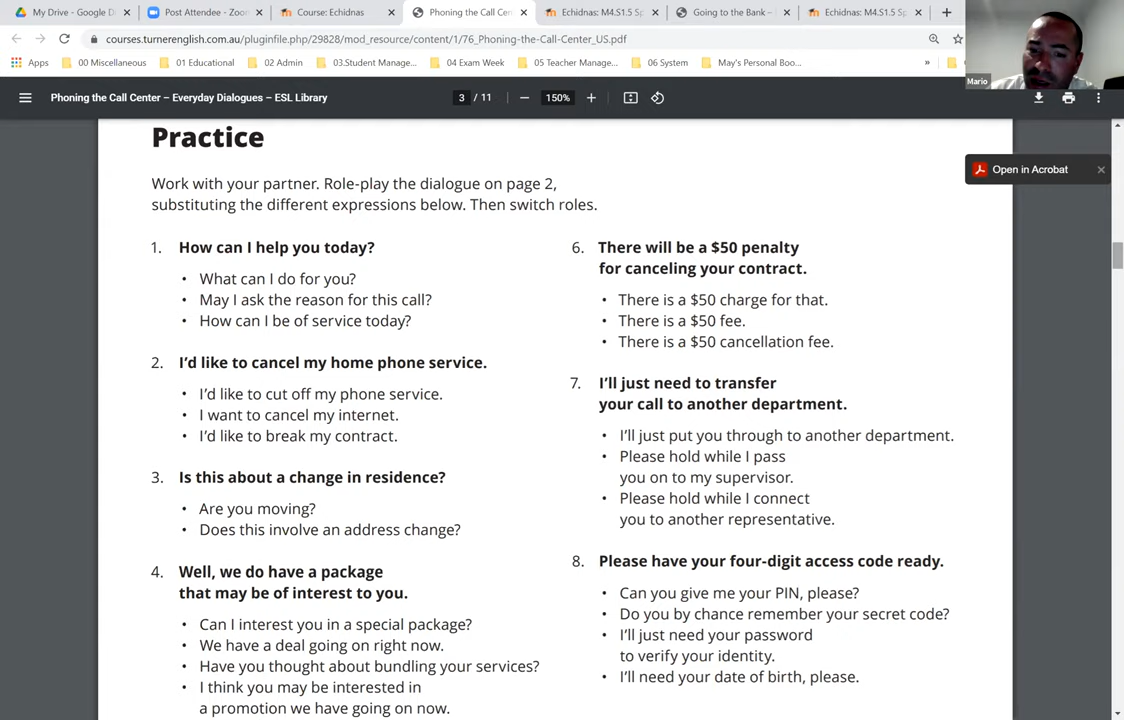 My Drive - Google D
Post Attendee - Zoom
Course: Echidnas
Phoning the Call Cen
Echidnas: M4.S1.5 Sp
Going to the Bank –
Echidnas: M4.S1.5 Sp
courses.turnerenglish.com.au/pluginfile.php/29828/mod_resource/content/1/76_Phoning-the-Call-Center_US.pdf
Apps
00 Miscellaneous
01 Educational
02 Admin
03.Student Manage...
04 Exam Week
05 Teacher Manage...
06 System
May's Personal Boo...
»
Mario
Phoning the Call Center – Everyday Dialogues – ESL Library
3 / 11
150%
Open in Acrobat
Practice
Work with your partner. Role-play the dialogue on page 2,
substituting the different expressions below. Then switch roles.
1. How can I help you today?
• What can I do for you?
• May I ask the reason for this call?
• How can I be of service today?
2. I'd like to cancel my home phone service.
• I'd like to cut off my phone service.
• I want to cancel my internet.
• I'd like to break my contract.
3. Is this about a change in residence?
• Are you moving?
• Does this involve an address change?
4. Well, we do have a package
that may be of interest to you.
• Can I interest you in a special package?
• We have a deal going on right now.
• Have you thought about bundling your services?
• I think you may be interested in
a promotion we have going on now.
6. There will be a $50 penalty
for canceling your contract.
• There is a $50 charge for that.
• There is a $50 fee.
• There is a $50 cancellation fee.
7. I'll just need to transfer
your call to another department.
• I'll just put you through to another department.
• Please hold while I pass
you on to my supervisor.
• Please hold while I connect
you to another representative.
8. Please have your four-digit access code ready.
• Can you give me your PIN, please?
• Do you by chance remember your secret code?
• I'll just need your password
to verify your identity.
• I'll need your date of birth, please.